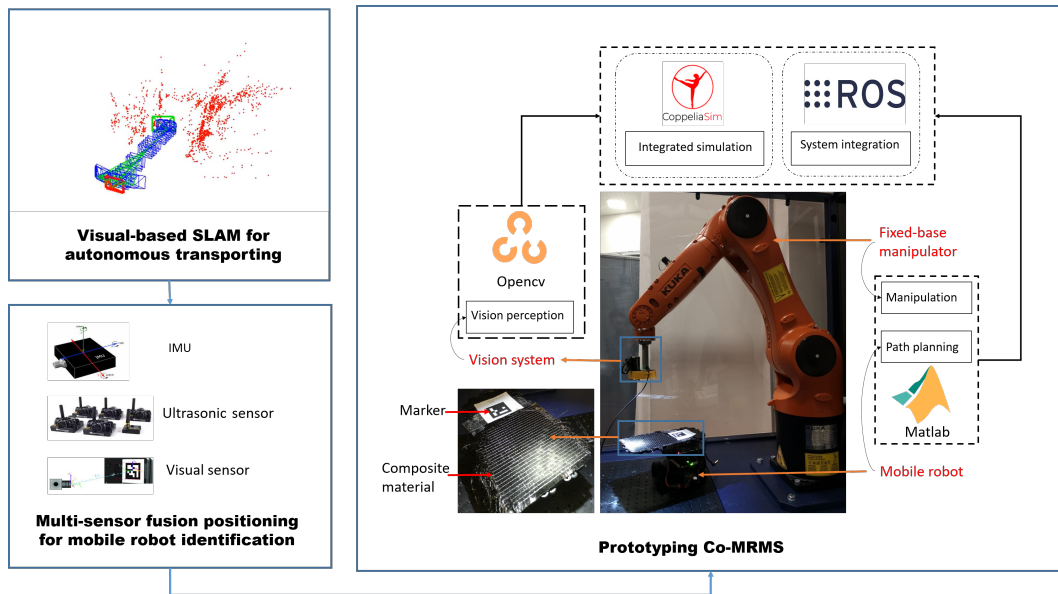 Visual-based SLAM for
autonomous transporting
IMU
IMU
Ultrasonic sensor
Visual sensor
Multi-sensor fusion positioning
for mobile robot identification
CoppeliaSim
Integrated simulation
ROS
System integration
Opencv
Vision perception
Vision system
KUKA
Fixed-base
manipulator
Manipulation
Path planning
Matlab
Mobile robot
Marker
Composite
material
Prototyping Co-MRMS